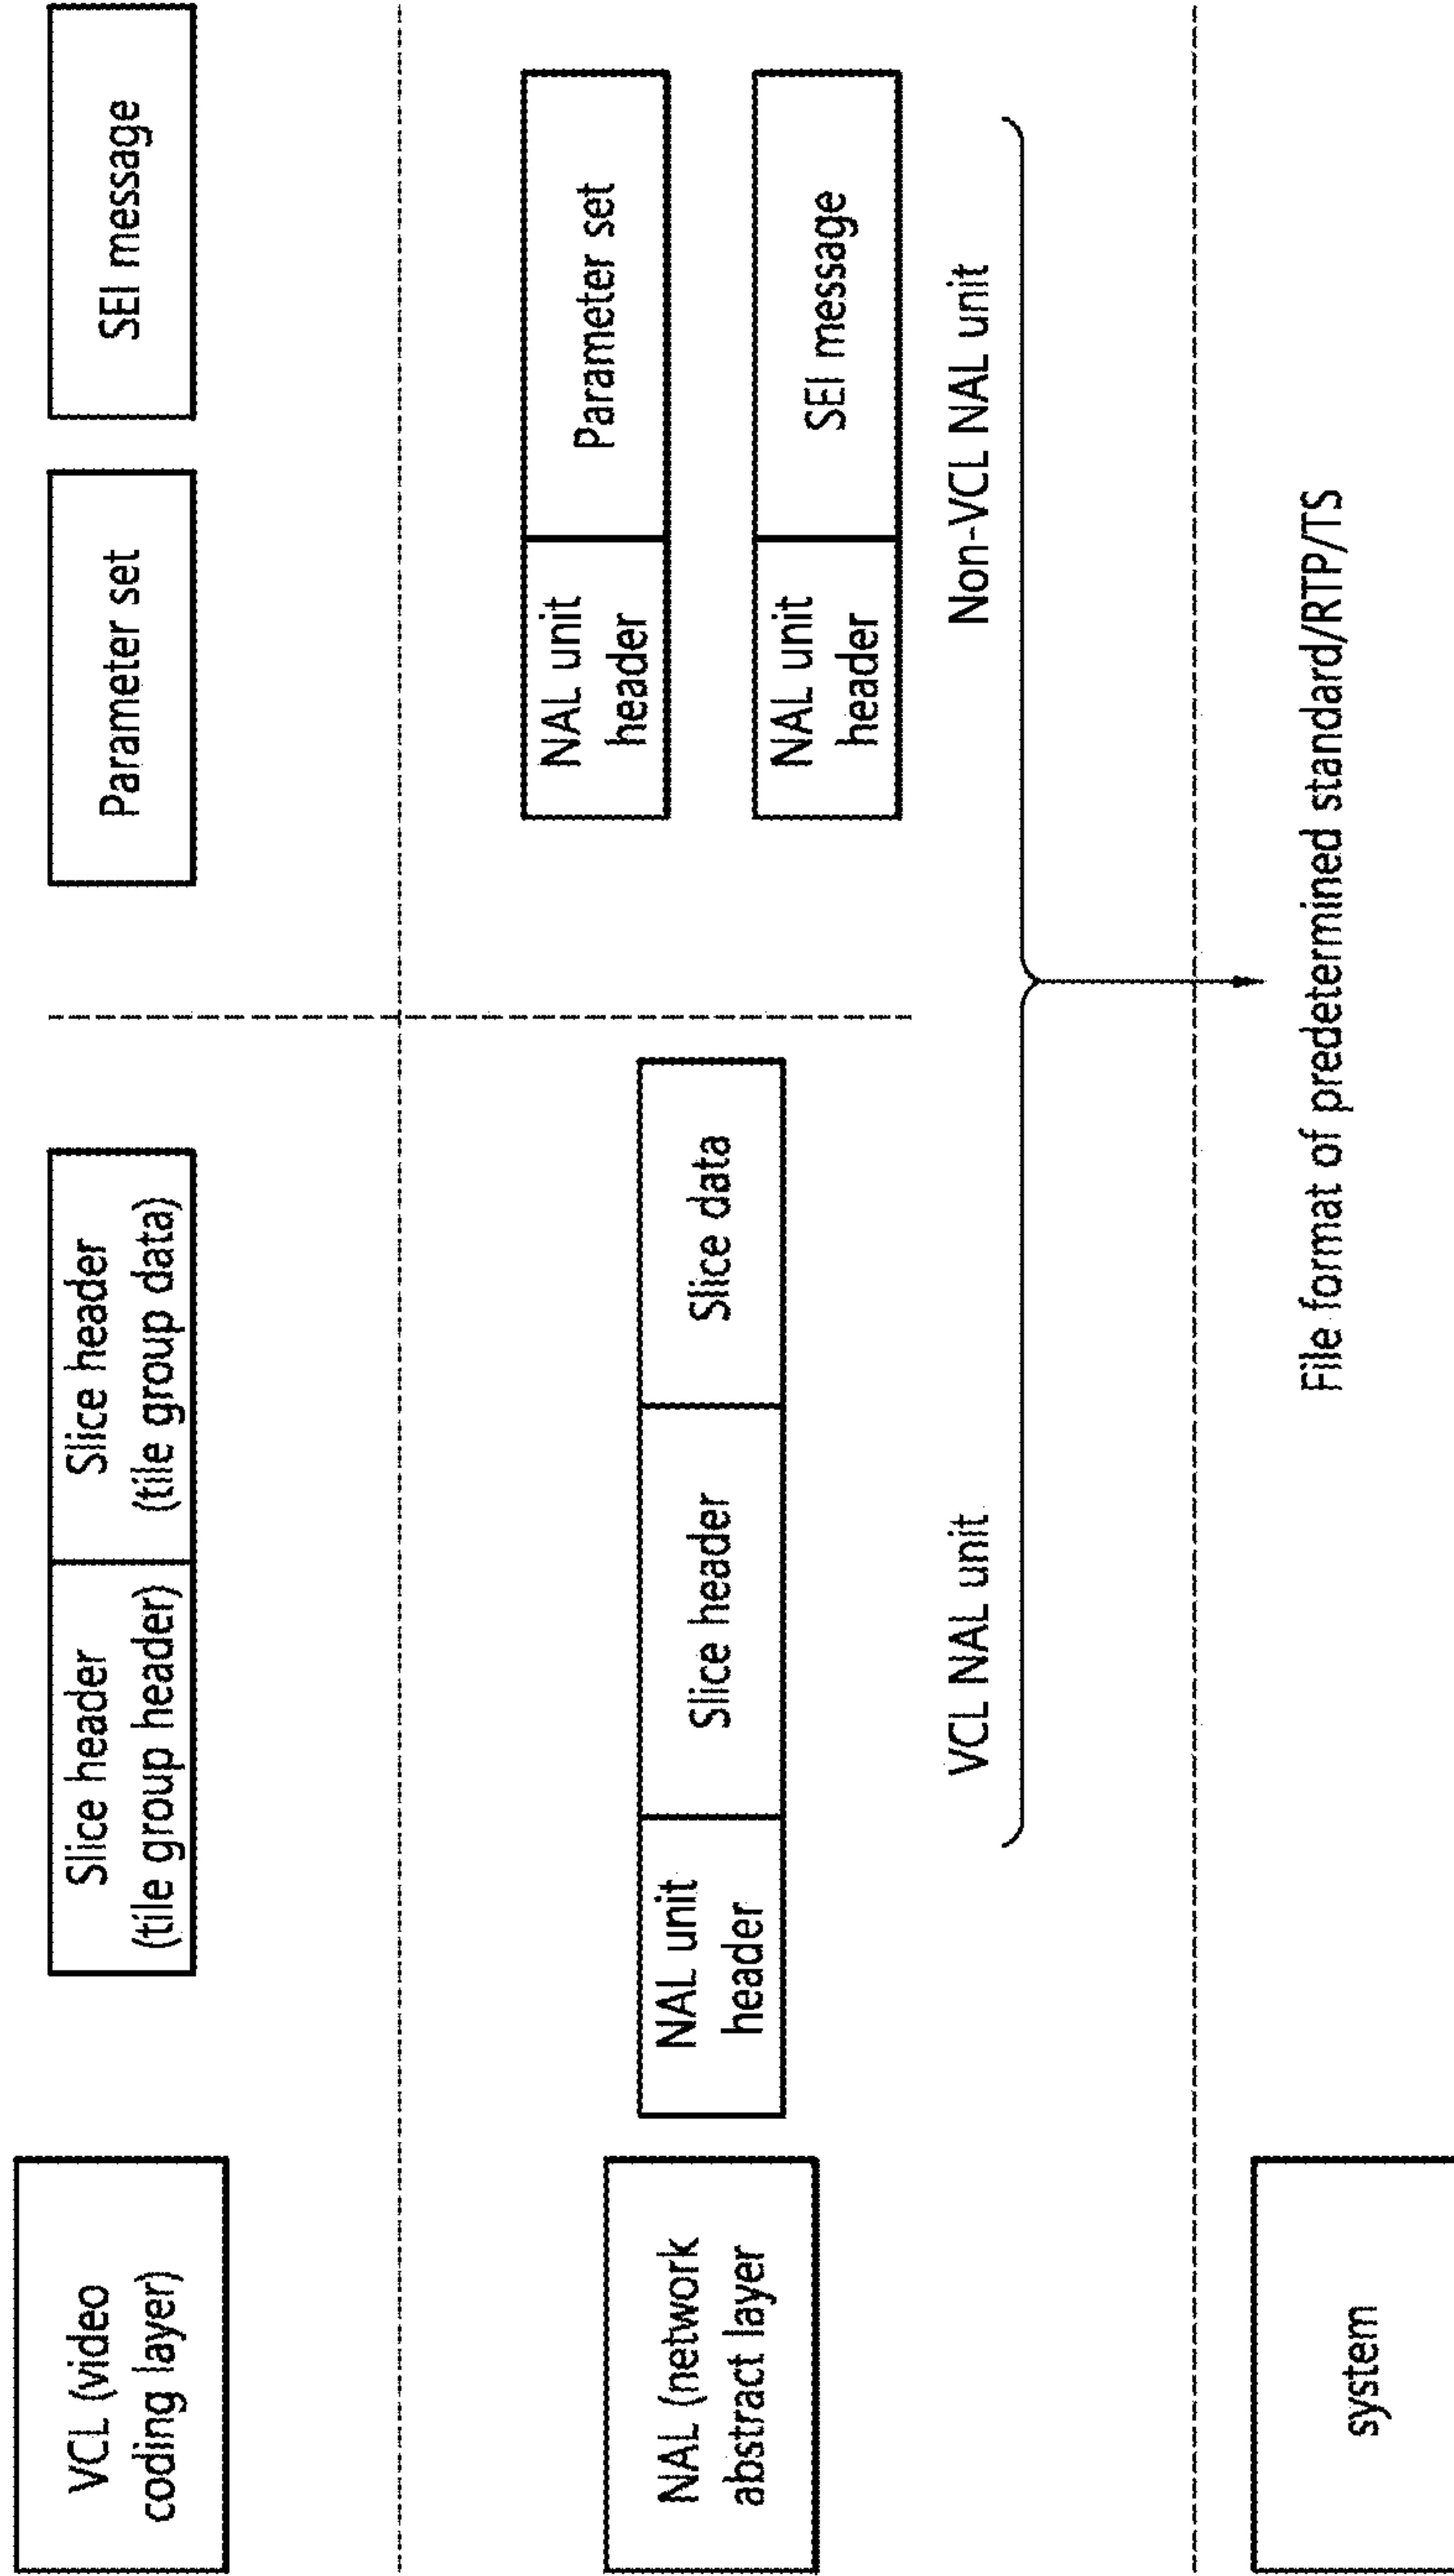 VCL (video
coding layer)
Slice header
(tile group header)
Slice header
(tile group data)
Parameter set
SEI message
NAL (network
abstract layer
NAL unit
header
Slice header
Slice data
NAL unit
header
Parameter set
NAL unit
header
SEI message
VCL NAL unit
Non-VCL NAL unit
system
File format of predetermined standard/RTP/TS